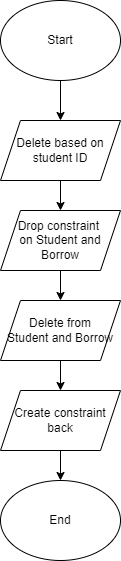 Start
Delete based on
student ID
Drop constraint
on Student and
Borrow
Delete from
Student and Borrow
Create constraint
back
End